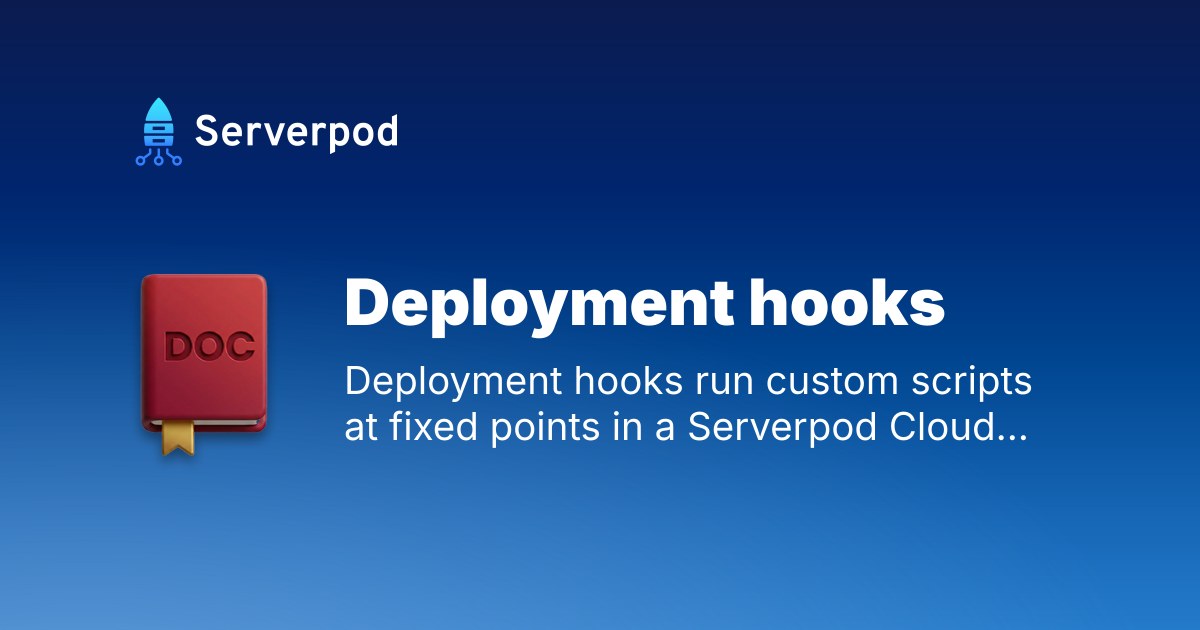 Serverpod
DOC
Deployment hooks
Deployment hooks run custom scripts
at fixed points in a Serverpod Cloud...